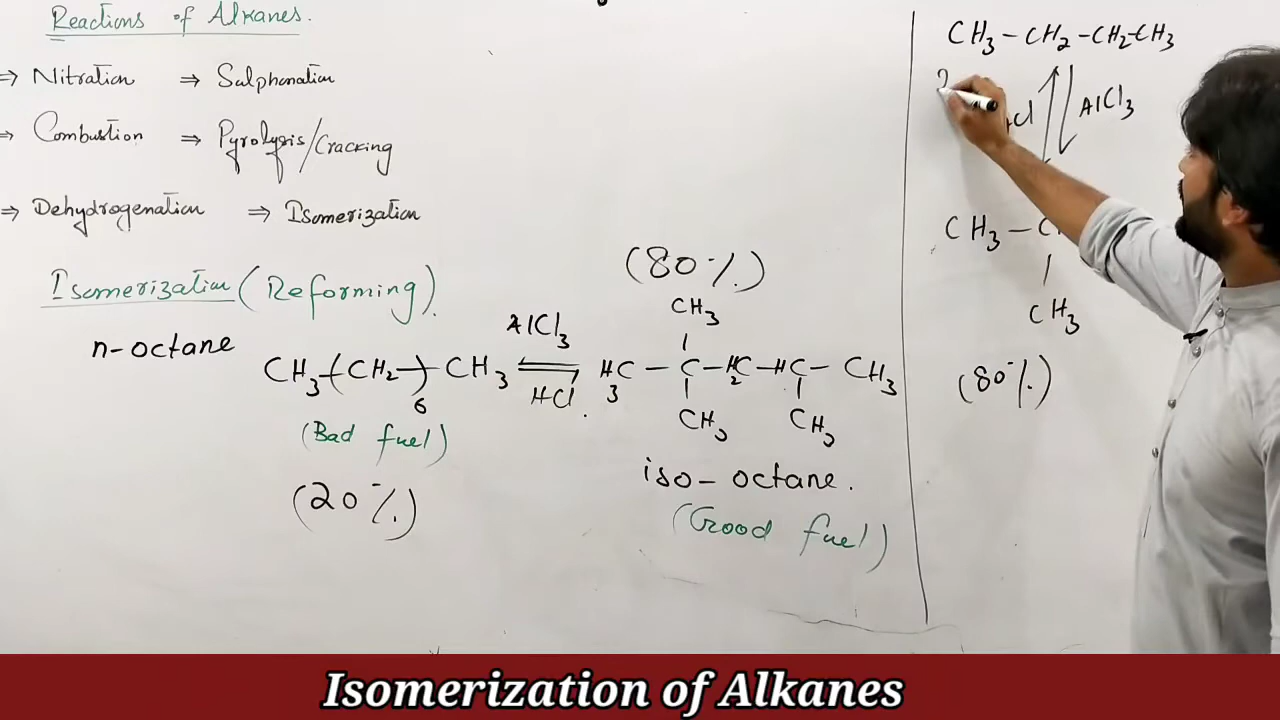 Reactions of Alkanes.
⇒ Nitration ⇒ Sulphonation
⇒ Combustion ⇒ Pyrolysis/Cracking
⇒ Dehydrogenation ⇒ Isomerization
Isomerization (Reforming).
n-octane
CH3-(CH2-)6 CH3
AlCl3
HCl.
(Bad fuel)
(20%)
(80%)
CH3
H3C - C - H2C - HC - CH3
CH3 CH3
iso-octane.
(Good fuel)
CH3 - CH2 - CH2-CH3
AlCl3
CH3 -
CH3
(80%)
Isomerization of Alkanes